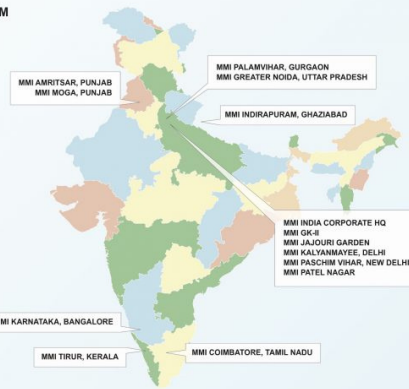 M
MMI PALAMVIHAR, GURGAON
MMI GREATER NOIDA, UTTAR PRADESH
MMI AMRITSAR, PUNJAB
MMI MOGA, PUNJAB
MMI INDIRAPURAM, GHAZIABAD
MMI INDIA CORPORATE HQ
MMI GK-II
MMI JAJOURI GARDEN
MMI KALYANMAYEE, DELHI
MMI PASCHIM VIHAR, NEW DELHI
MMI PATEL NAGAR
MI KARNATAKA, BANGALORE
MMI TIRUR, KERALA
MMI COIMBATORE, TAMIL NADU